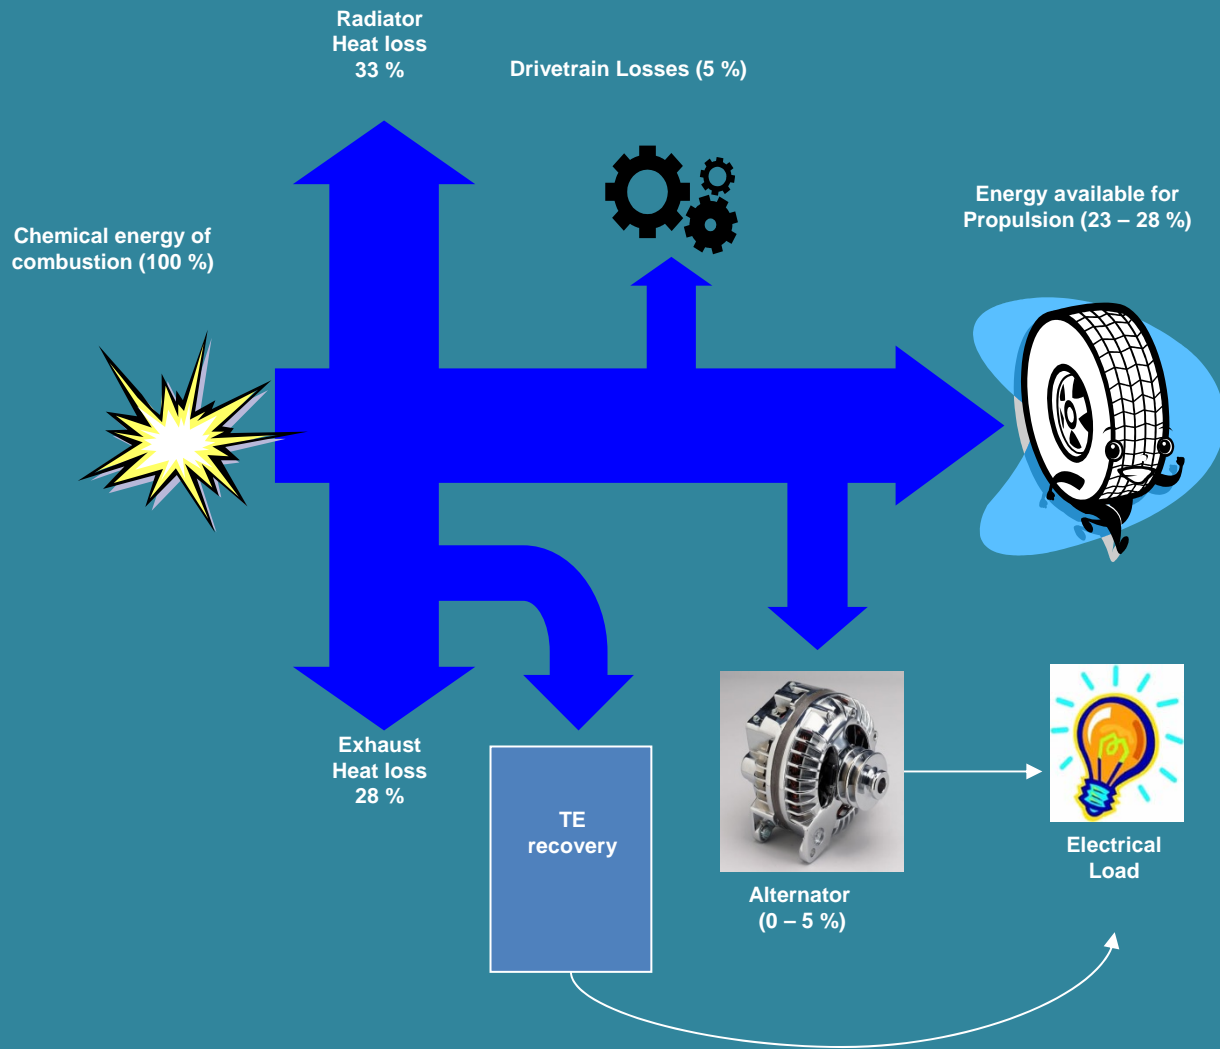 Radiator
Heat loss
33 %
Drivetrain Losses (5 %)
Energy available for
Propulsion (23 – 28 %)
Chemical energy of
combustion (100 %)
Exhaust
Heat loss
28 %
TE
recovery
Electrical
Load
Alternator
(0 – 5 %)